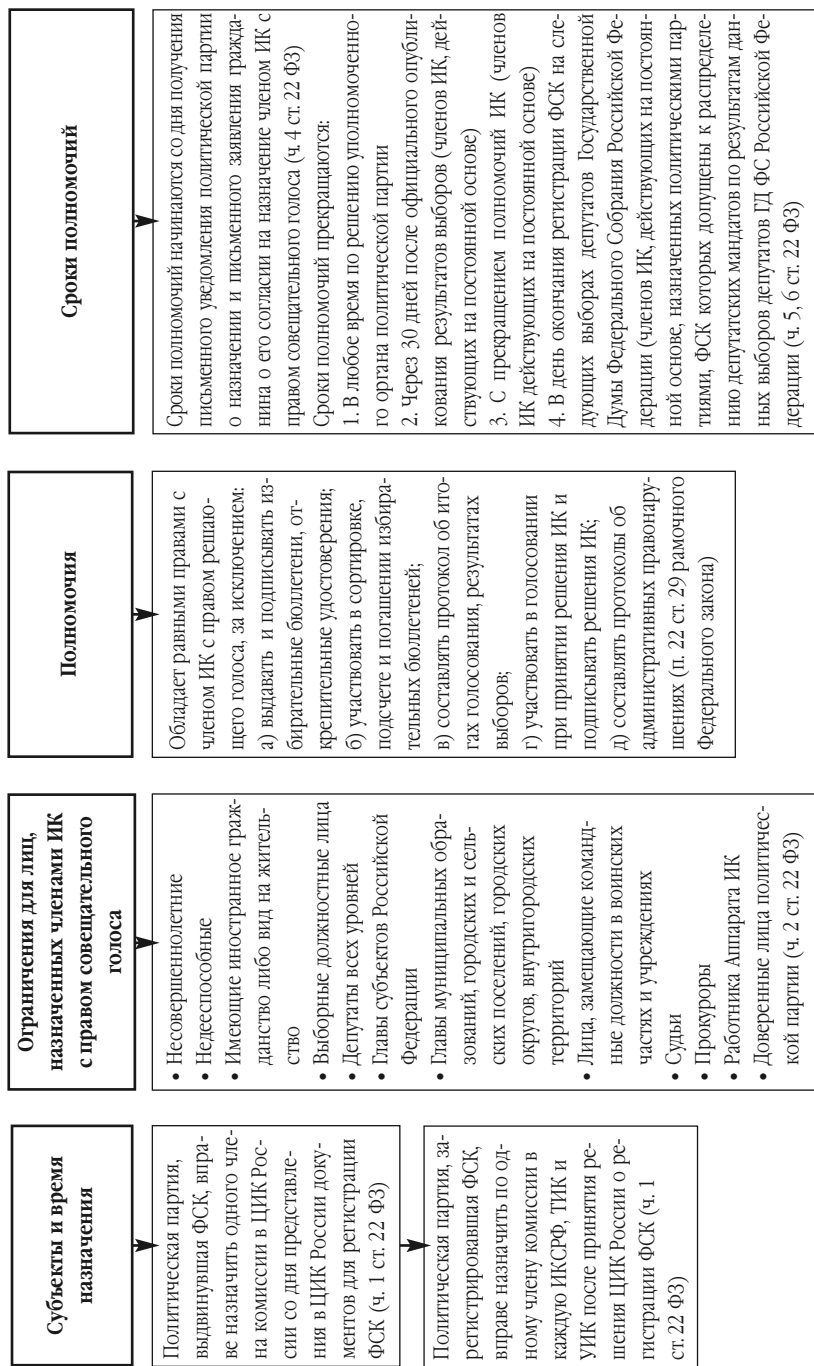 Субъекты и время
назначения
Политическая партия,
выдвинувшая ФСК, впра-
ве назначить одного чле-
на комиссии в ЦИК Рос-
сии со дня представле-
ния в ЦИК России доку-
ментов для регистрации
ФСК (ч. 1 ст. 22 ФЗ)
Политическая партия, за-
регистрировавшая ФСК,
вправе назначить по од-
ному члену комиссии в
каждую ИКСРФ, ТИК и
УИК после принятия ре-
шения ЦИК России о ре-
гистрации ФСК (ч. 1
ст. 22 ФЗ)
Ограничения для лиц,
назначенных членами ИК
с правом совещательного
голоса
• Несовершеннолетние
• Недееспособные
• Имеющие иностранное граж-
данство либо вид на житель-
ство
• Выборные должностные лица
• Депутаты всех уровней
• Главы субъектов Российской
Федерации
• Главы муниципальных обра-
зований, городских и сель-
ских поселений, городских
округов, внутригородских
территорий
• Лица, замещающие команд-
ные должности в воинских
частях и учреждениях
• Судьи
• Прокуроры
• Работника Аппарата ИК
• Доверенные лица политичес-
кой партии (ч. 2 ст. 22 ФЗ)
Полномочия
Обладает равными правами с
членом ИК с правом решаю-
щего голоса, за исключением:
а) выдавать и подписывать из-
бирательные бюллетени, от-
крепительные удостоверения;
б) участвовать в сортировке,
подсчете и погашении избира-
тельных бюллетеней;
в) составлять протокол об ито-
гах голосования, результатах
выборов;
г) участвовать в голосовании
при принятии решения ИК и
подписывать решения ИК;
д) составлять протоколы об
административных правонару-
шениях (п. 22 ст. 29 рамочного
Федерального закона)
Сроки полномочий
Сроки полномочий начинаются со дня получения
письменного уведомления политической партии
о назначении и письменного заявления гражда-
нина о его согласии на назначение членом ИК с
правом совещательного голоса (ч. 4 ст. 22 ФЗ)
Сроки полномочий прекращаются:
1. В любое время по решению уполномоченно-
го органа политической партии
2. Через 30 дней после официального опубли-
кования результатов выборов (членов ИК, дей-
ствующих на постоянной основе)
3. С прекращением полномочий ИК (членов
ИК действующих на постоянной основе)
4. В день окончания регистрации ФСК на сле-
дующих выборах депутатов Государственной
Думы Федерального Собрания Российской Фе-
дерации (членов ИК, действующих на постоян-
ной основе, назначенных политическими пар-
тиями, ФСК которых допущены к распределе-
нию депутатских мандатов по результатам дан-
ных выборов депутатов ГД ФС Российской Фе-
дерации (ч. 5, 6 ст. 22 ФЗ)